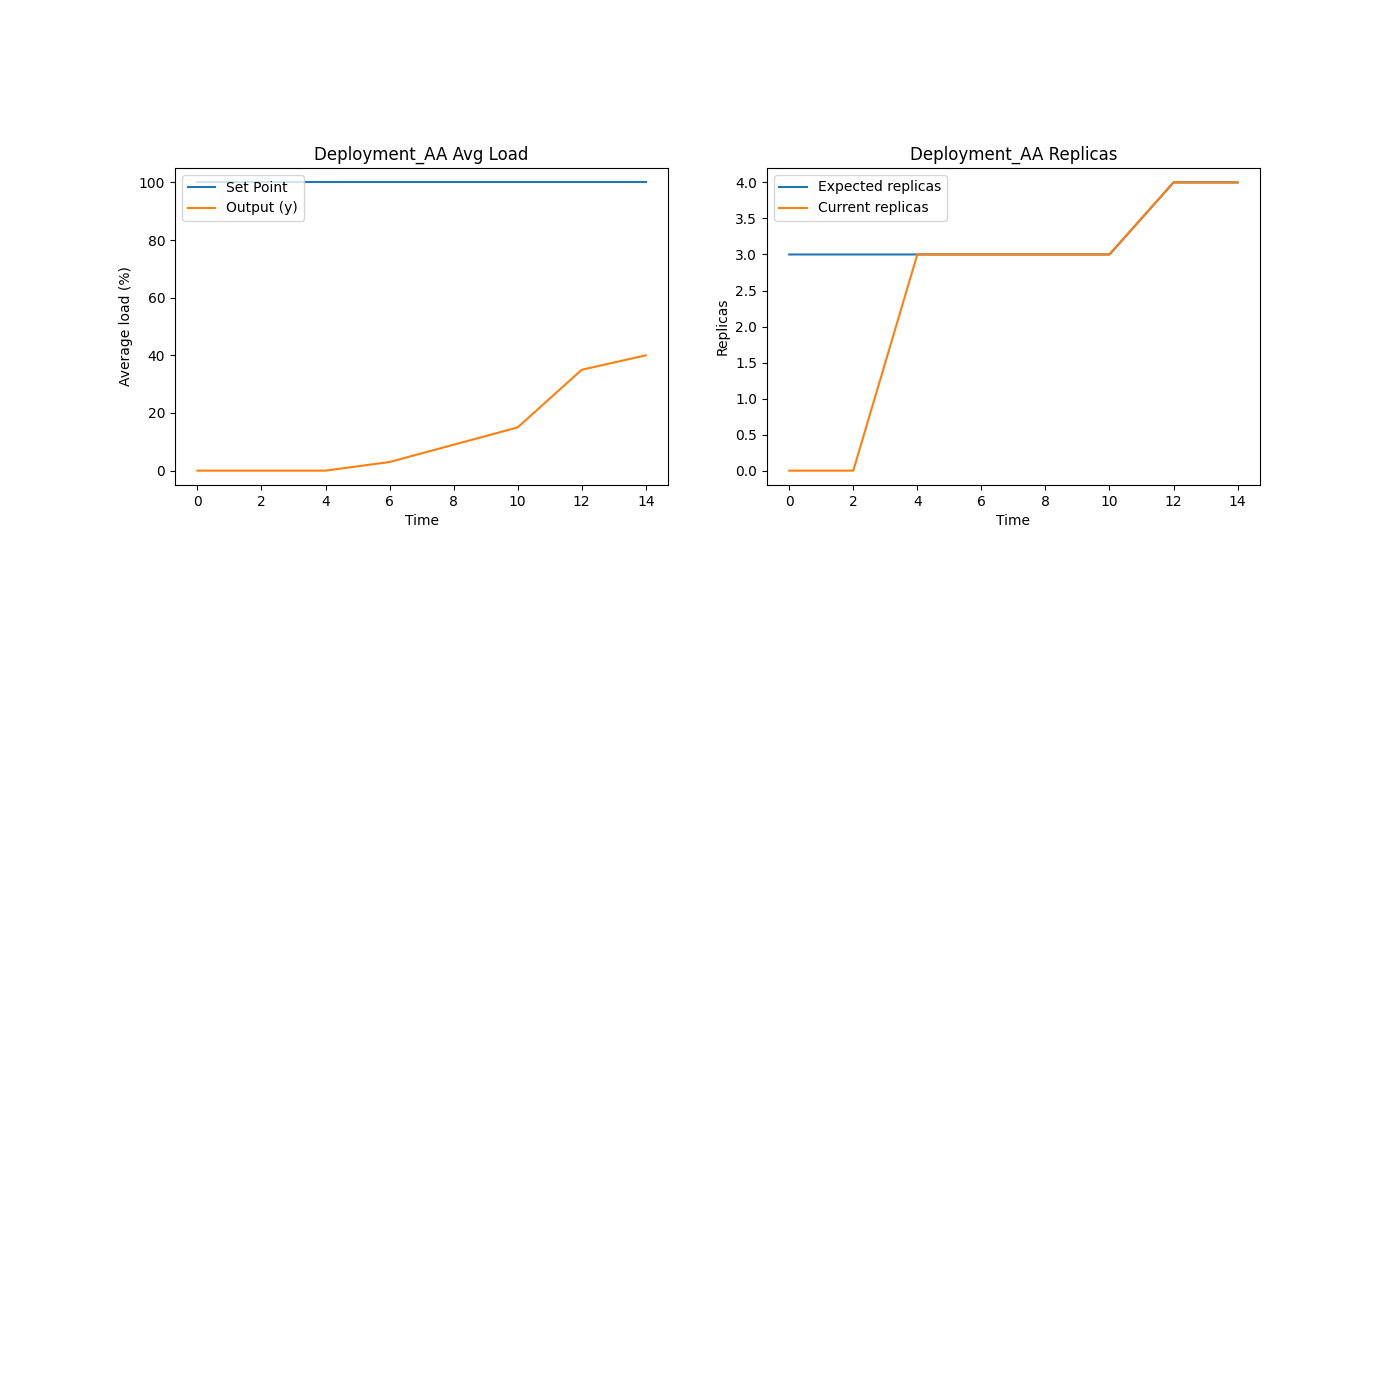 Deployment_AA Avg Load
Set Point
Output (y)
Average load (%)
100
80
60
40
20
0
0 2 4 6 8 10 12 14
Time
Deployment_AA Replicas
Expected replicas
Current replicas
Replicas
4.0
3.5
3.0
2.5
2.0
1.5
1.0
0.5
0.0
0 2 4 6 8 10 12 14
Time